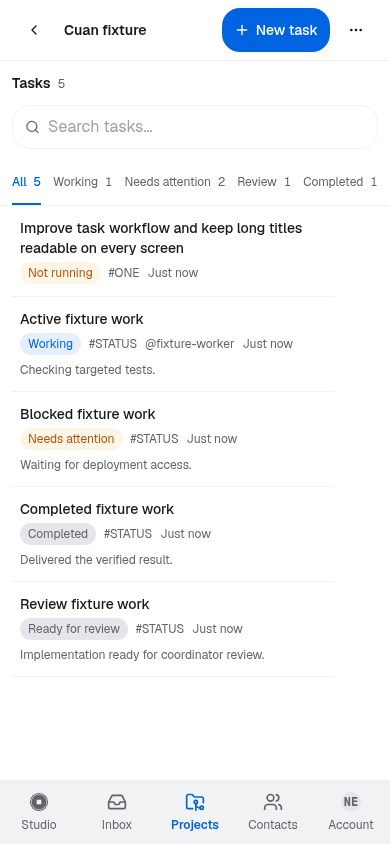 Cuan fixture
New task
Tasks 5
Search tasks...
All 5 Working 1 Needs attention 2 Review 1 Completed 1
Improve task workflow and keep long titles
readable on every screen
Not running #ONE Just now
Active fixture work
Working #STATUS @fixture-worker Just now
Checking targeted tests.
Blocked fixture work
Needs attention #STATUS Just now
Waiting for deployment access.
Completed fixture work
Completed #STATUS Just now
Delivered the verified result.
Review fixture work
Ready for review #STATUS Just now
Implementation ready for coordinator review.
NE
Studio Inbox Projects Contacts Account